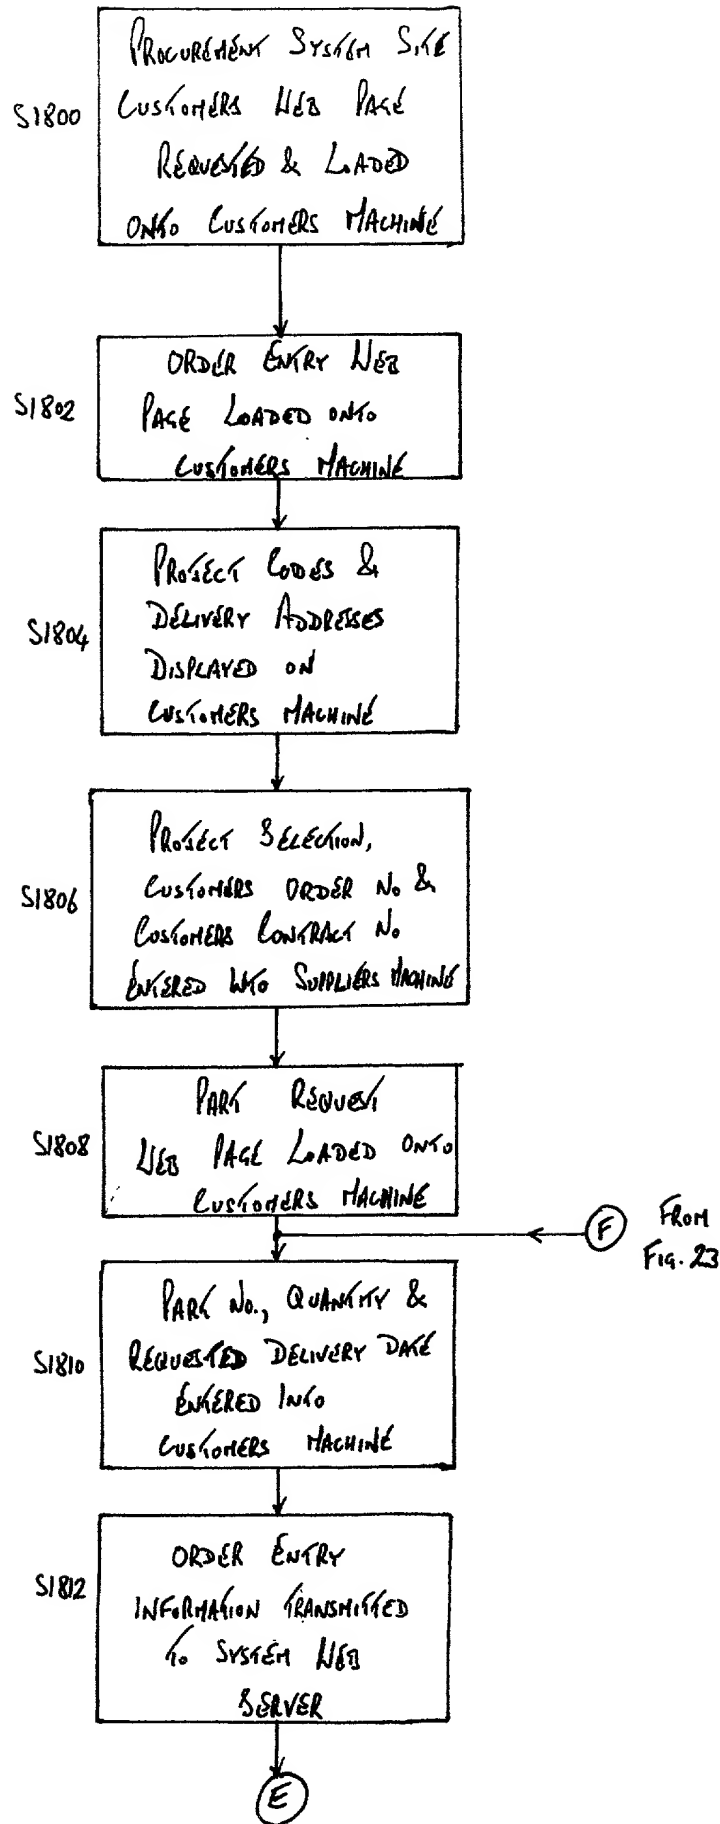 PROCUREMENT SYSTEM SITE
S1800
CUSTOMERS WEB PAGE
REQUESTED & LOADED
ONTO CUSTOMERS MACHINE
ORDER ENTRY WEB
S1802
PAGE LOADED ONTO
CUSTOMERS MACHINE
PROJECT CODES &
DELIVERY ADDRESSES
S1804
DISPLAYED ON
CUSTOMERS MACHINE
PROJECT SELECTION,
S1806
CUSTOMERS ORDER NO &
CUSTOMERS CONTRACT NO
ENTERED INTO SUPPLIERS MACHINE
PART REQUEST
S1808
WEB PAGE LOADED ONTO
CUSTOMERS MACHINE
F
FROM
FIG. 23
PART NO., QUANTITY &
S1810
REQUESTED DELIVERY DATE
ENTERED INTO
CUSTOMERS MACHINE
ORDER ENTRY
S1812
INFORMATION TRANSMITTED
TO SYSTEM WEB
SERVER
E